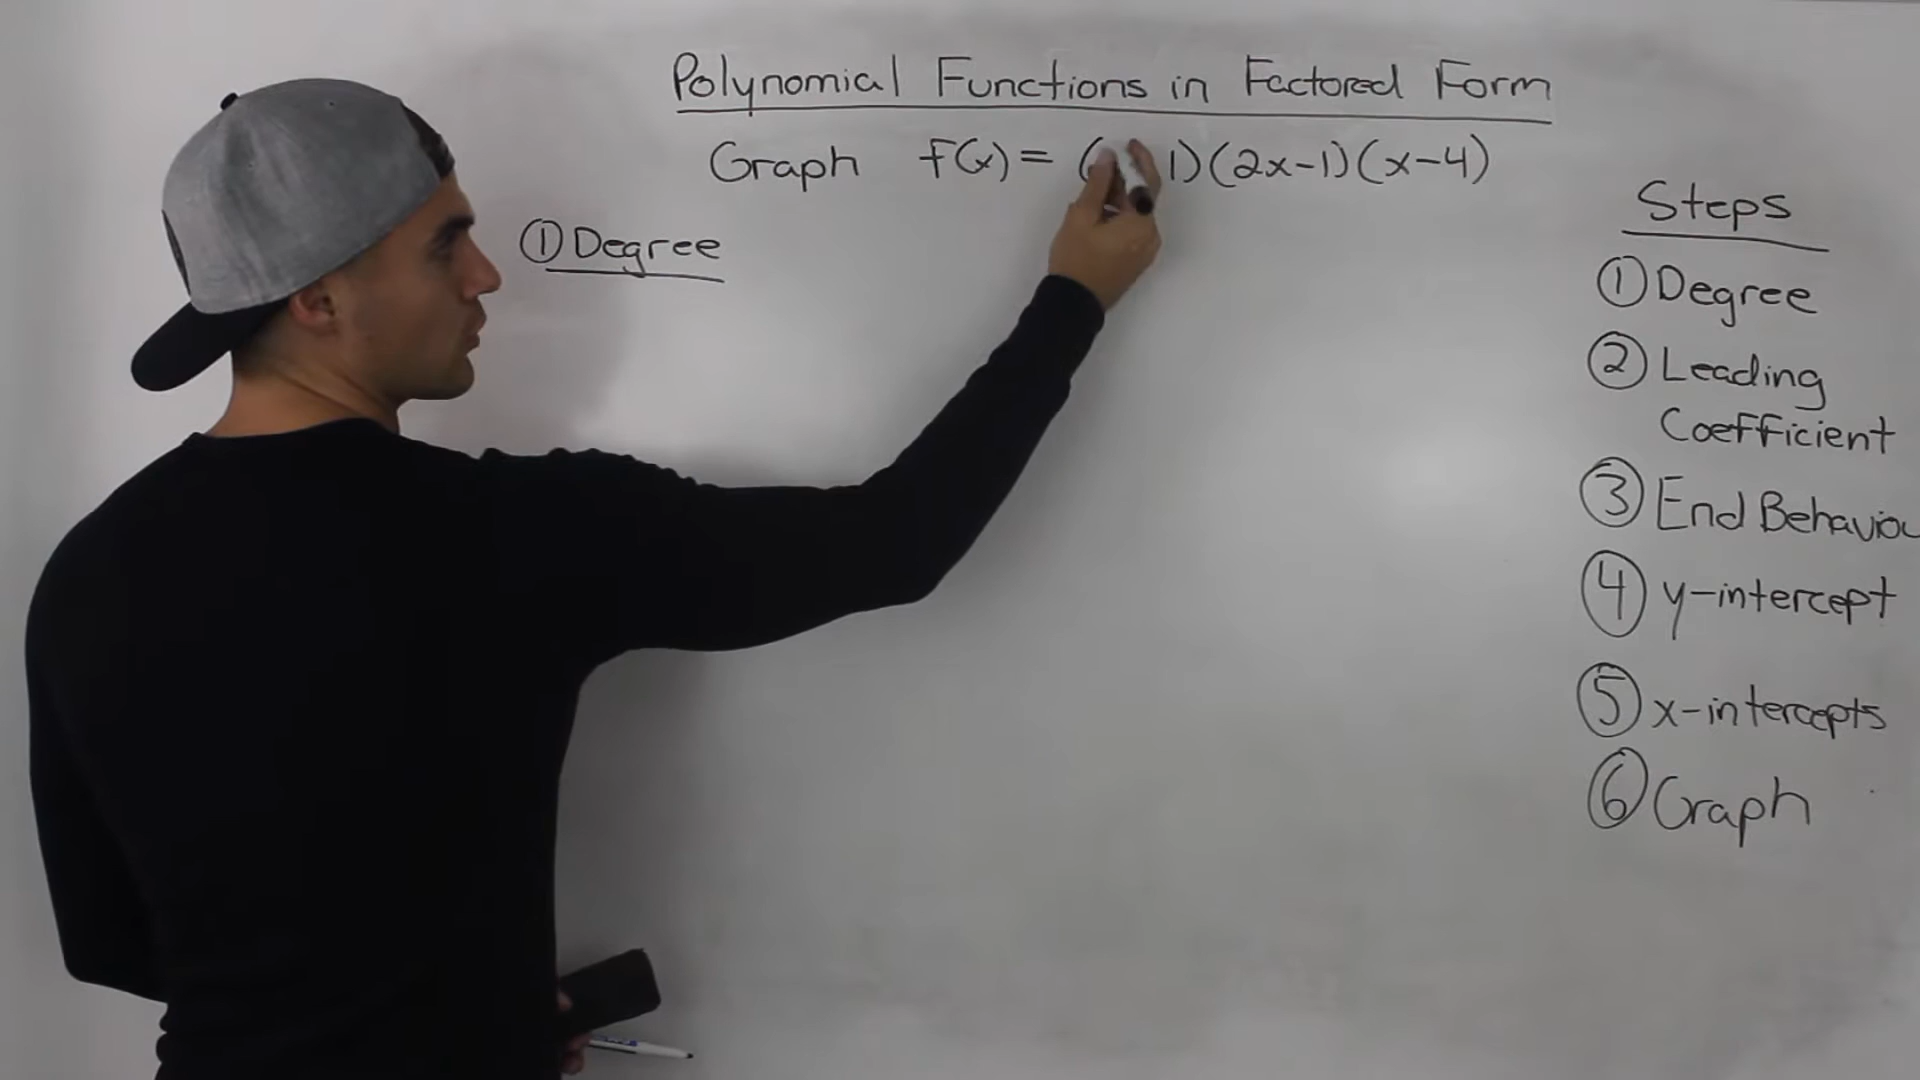 Polynomial Functions in Factored Form
Graph f(x) = ( 1)(2x-1)(x-4)
① Degree
Steps
① Degree
② Leading
Coefficient
③ End Behaviou
④ y-intercept
⑤ x-intercepts
⑥ Graph